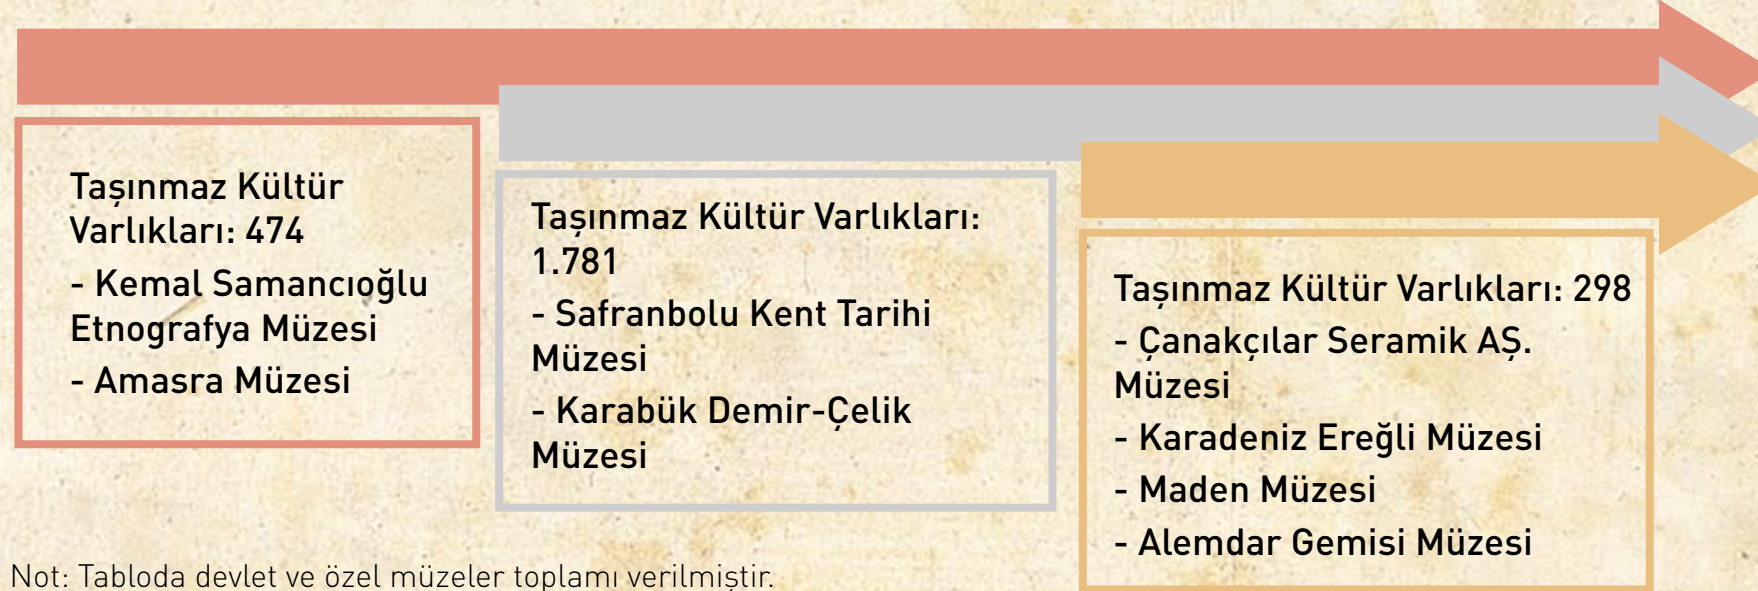 Taşınmaz Kültür
Varlıkları: 474
- Kemal Samancıoğlu
Etnografya Müzesi
- Amasra Müzesi
Taşınmaz Kültür Varlıkları:
1.781
- Safranbolu Kent Tarihi
Müzesi
- Karabük Demir-Çelik
Müzesi
Taşınmaz Kültür Varlıkları: 298
- Çanakçılar Seramik AŞ.
Müzesi
- Karadeniz Ereğli Müzesi
- Maden Müzesi
- Alemdar Gemisi Müzesi
Not: Tabloda devlet ve özel müzeler toplamı verilmiştir.